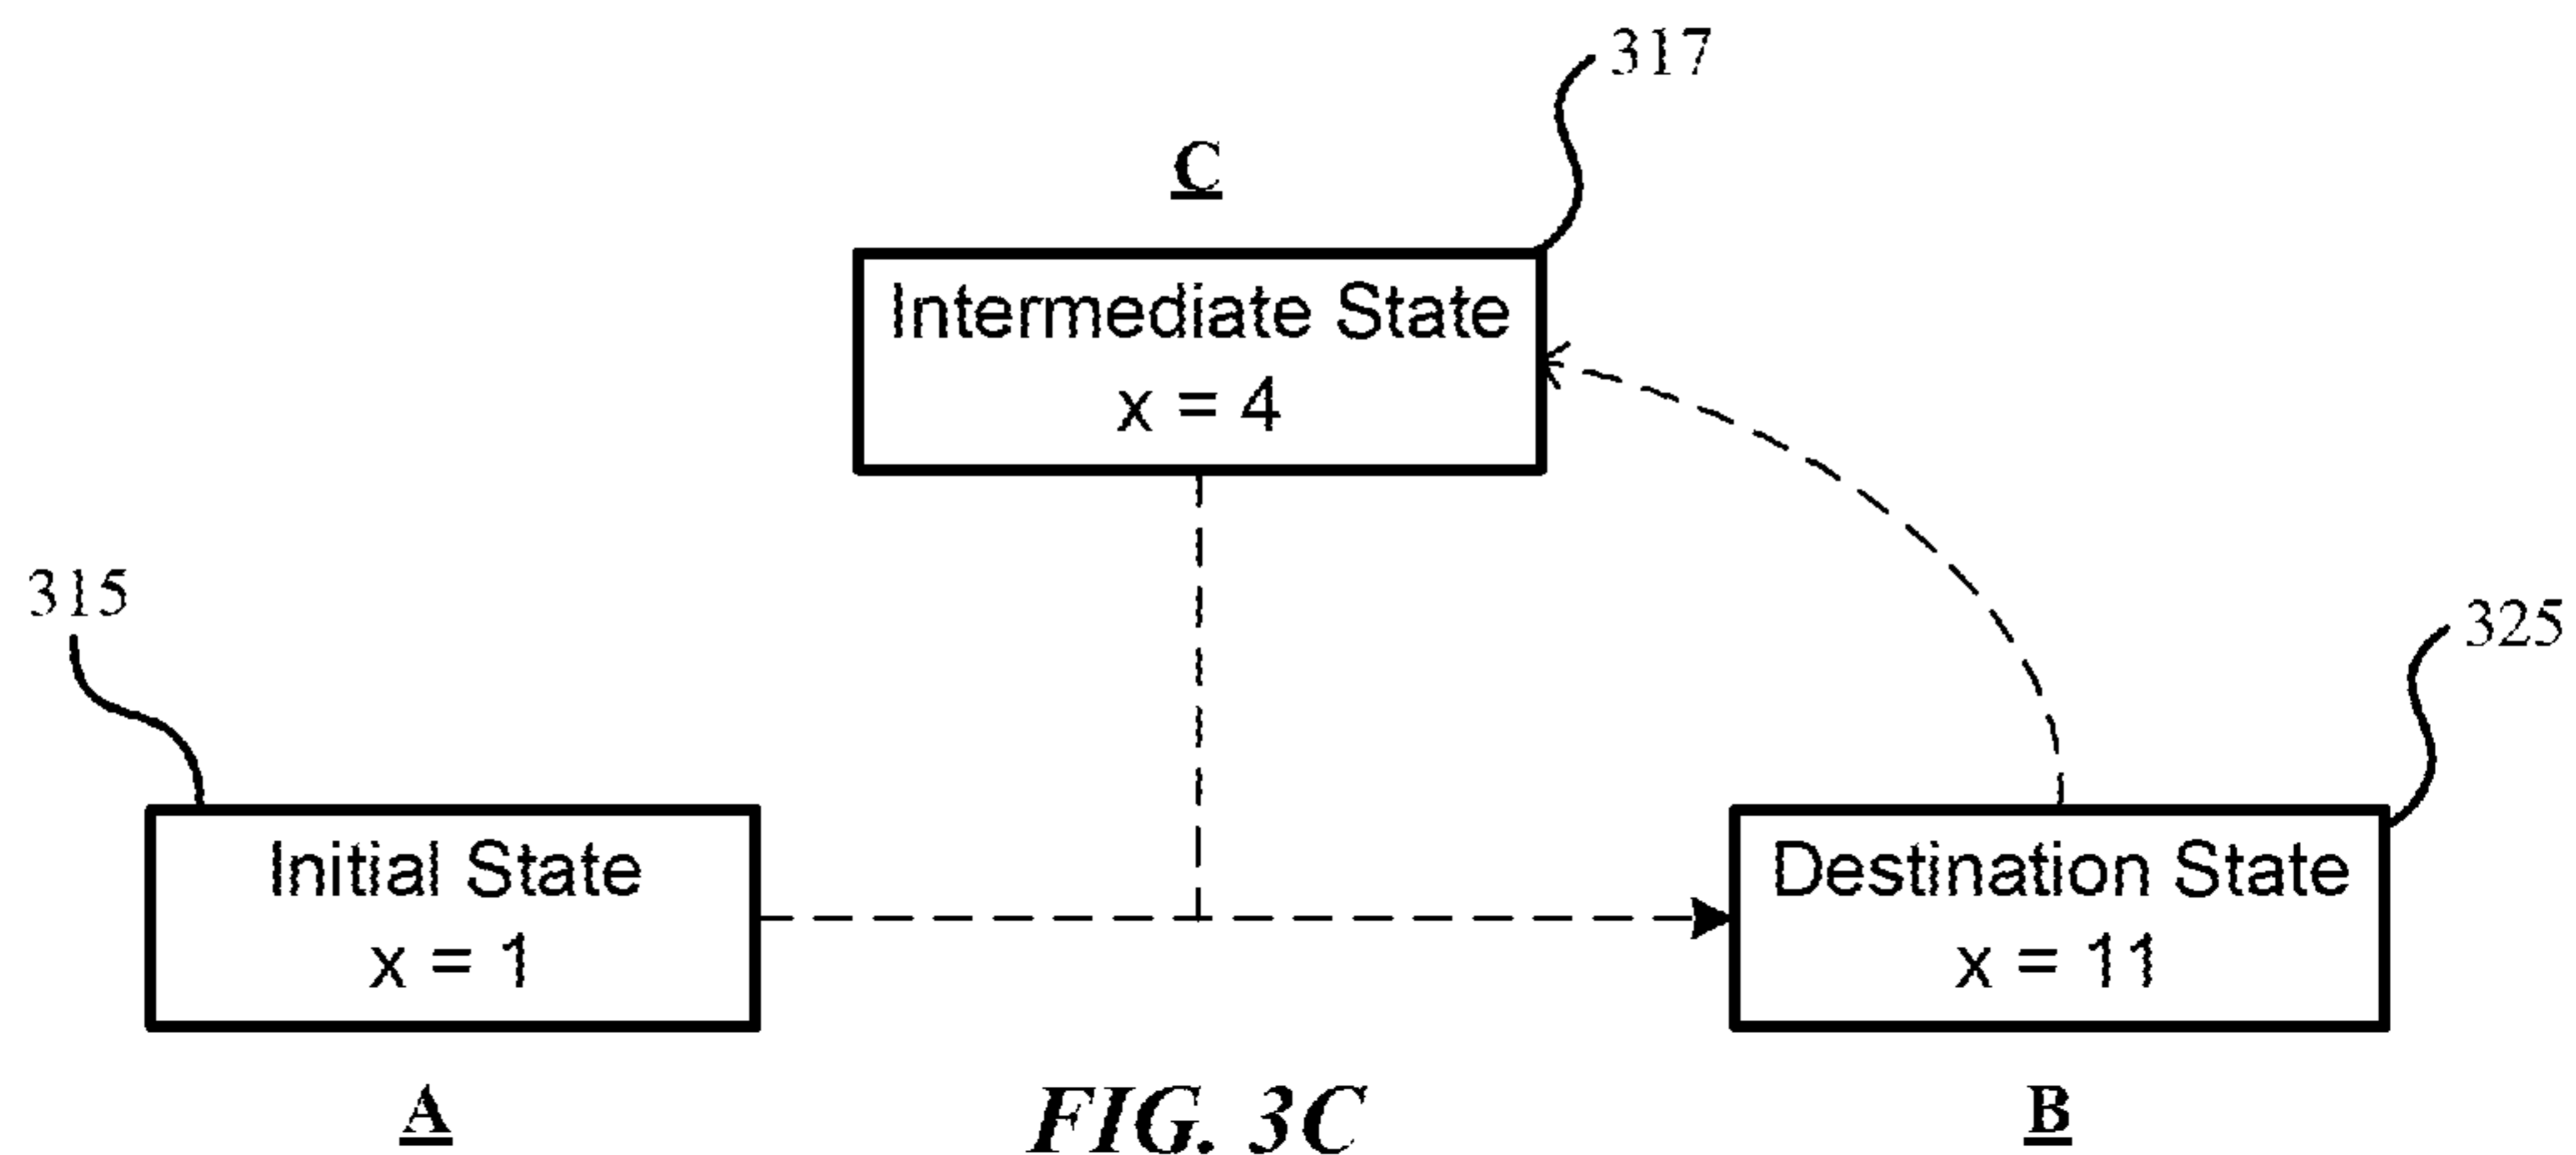 317
C
Intermediate State
x = 4
315
325
Initial State
x = 1
Destination State
x = 11
A
B
FIG. 3C